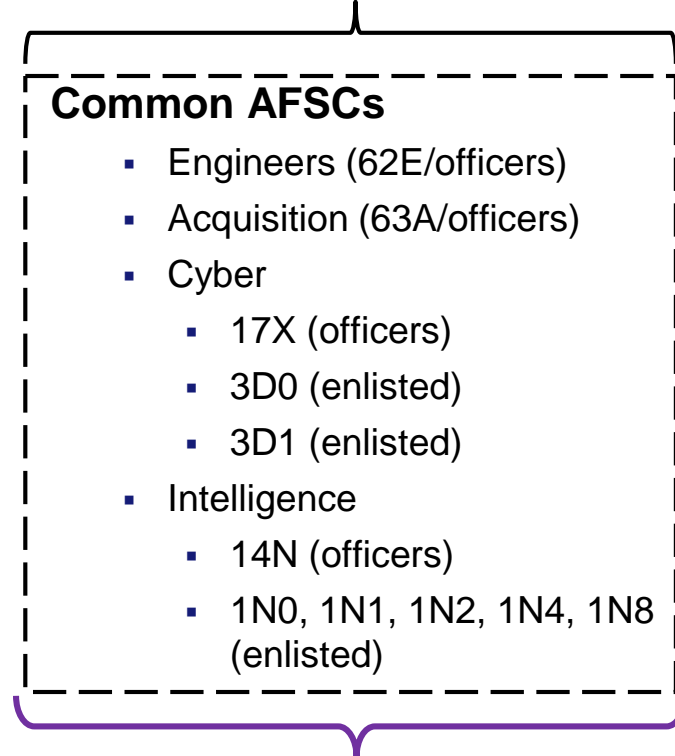 Common AFSCs
▪ Engineers (62E/officers)
▪ Acquisition (63A/officers)
▪ Cyber
▪ 17X (officers)
▪ 3D0 (enlisted)
▪ 3D1 (enlisted)
▪ Intelligence
▪ 14N (officers)
▪ 1N0, 1N1, 1N2, 1N4, 1N8
(enlisted)